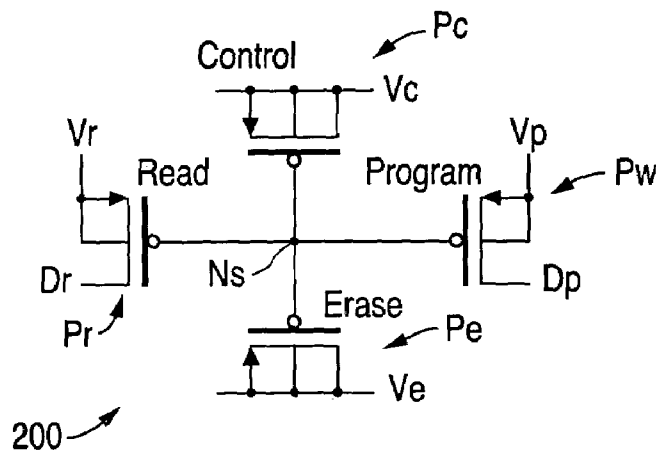 Pc
Control
Vc
Vr
Vp
Read
Program
Pw
Ns
Dr
Dp
Erase
Pr
Pe
Ve
200